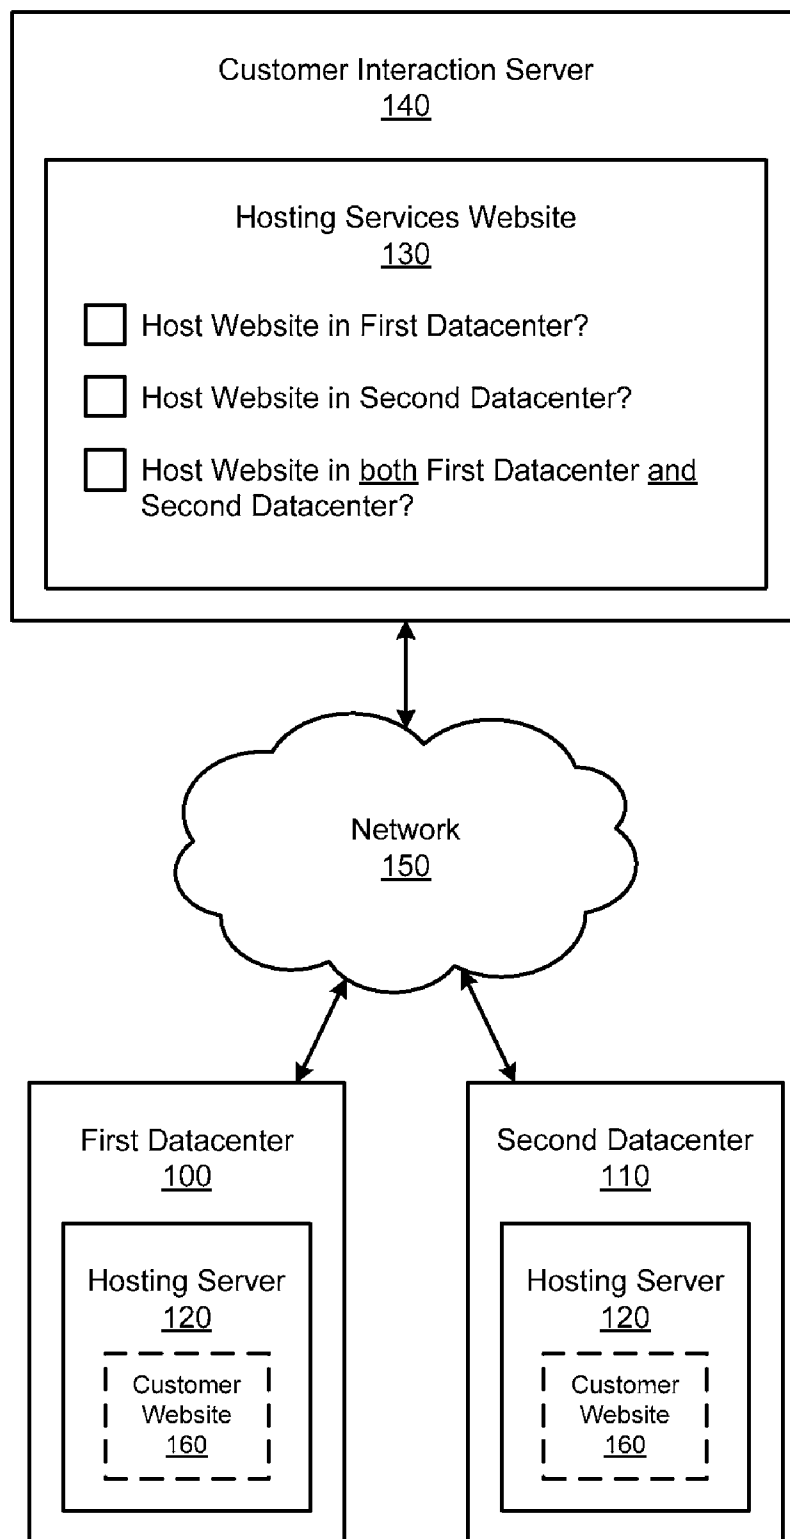 Customer Interaction Server
140
Hosting Services Website
130
Host Website in First Datacenter?
Host Website in Second Datacenter?
Host Website in both First Datacenter and
Second Datacenter?
Network
150
First Datacenter
100
Hosting Server
120
Customer
Website
160
Second Datacenter
110
Hosting Server
120
Customer
Website
160